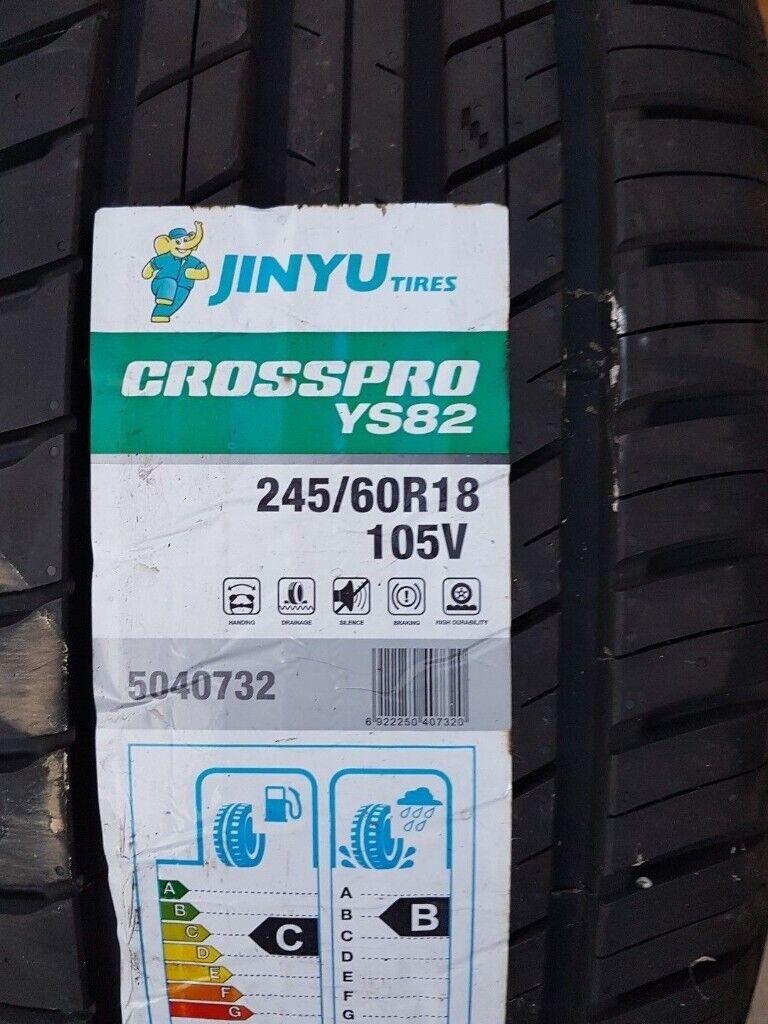 JINYU TIRES
CROSSPRO
YS82
245/60R18
105V
HANDING DRAINAGE SILENCE BRAKING HIGH DURABILITY
5040732
6 922250 407320
A
B
C
D
E
F
G
C
A
B
C
D
E
F
G
B